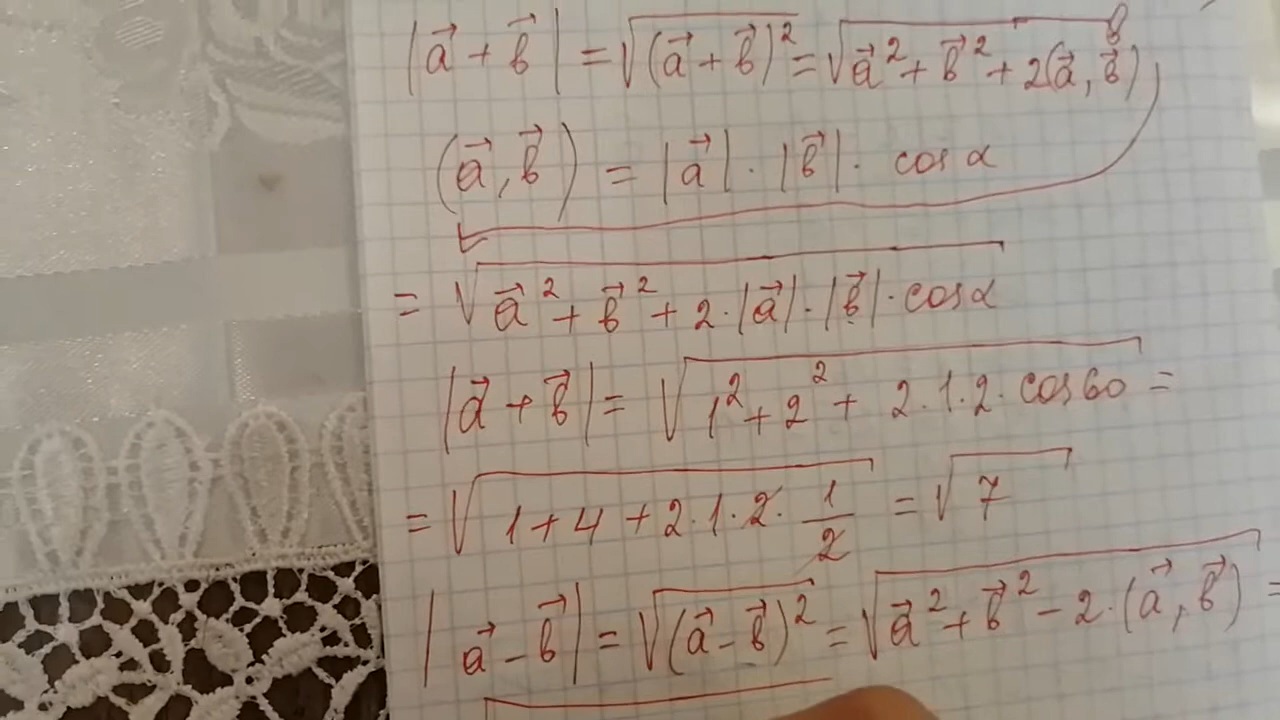 |a⃗ + b⃗| = √(a⃗ + b⃗)² = √a⃗² + b⃗² + 2(a⃗, b⃗)
(a⃗, b⃗) = |a⃗| · |b⃗| · cos α
= √a⃗² + b⃗² + 2 · |a⃗| · |b⃗| · cos α
|a⃗ + b⃗| = √1² + 2² + 2 · 1 · 2 · cos 60 =
= √1 + 4 + 2 · 1 · 2 · 1/2 = √7
|a⃗ − b⃗| = √(a⃗ − b⃗)² = √a⃗² + b⃗² − 2 · (a⃗, b⃗) =